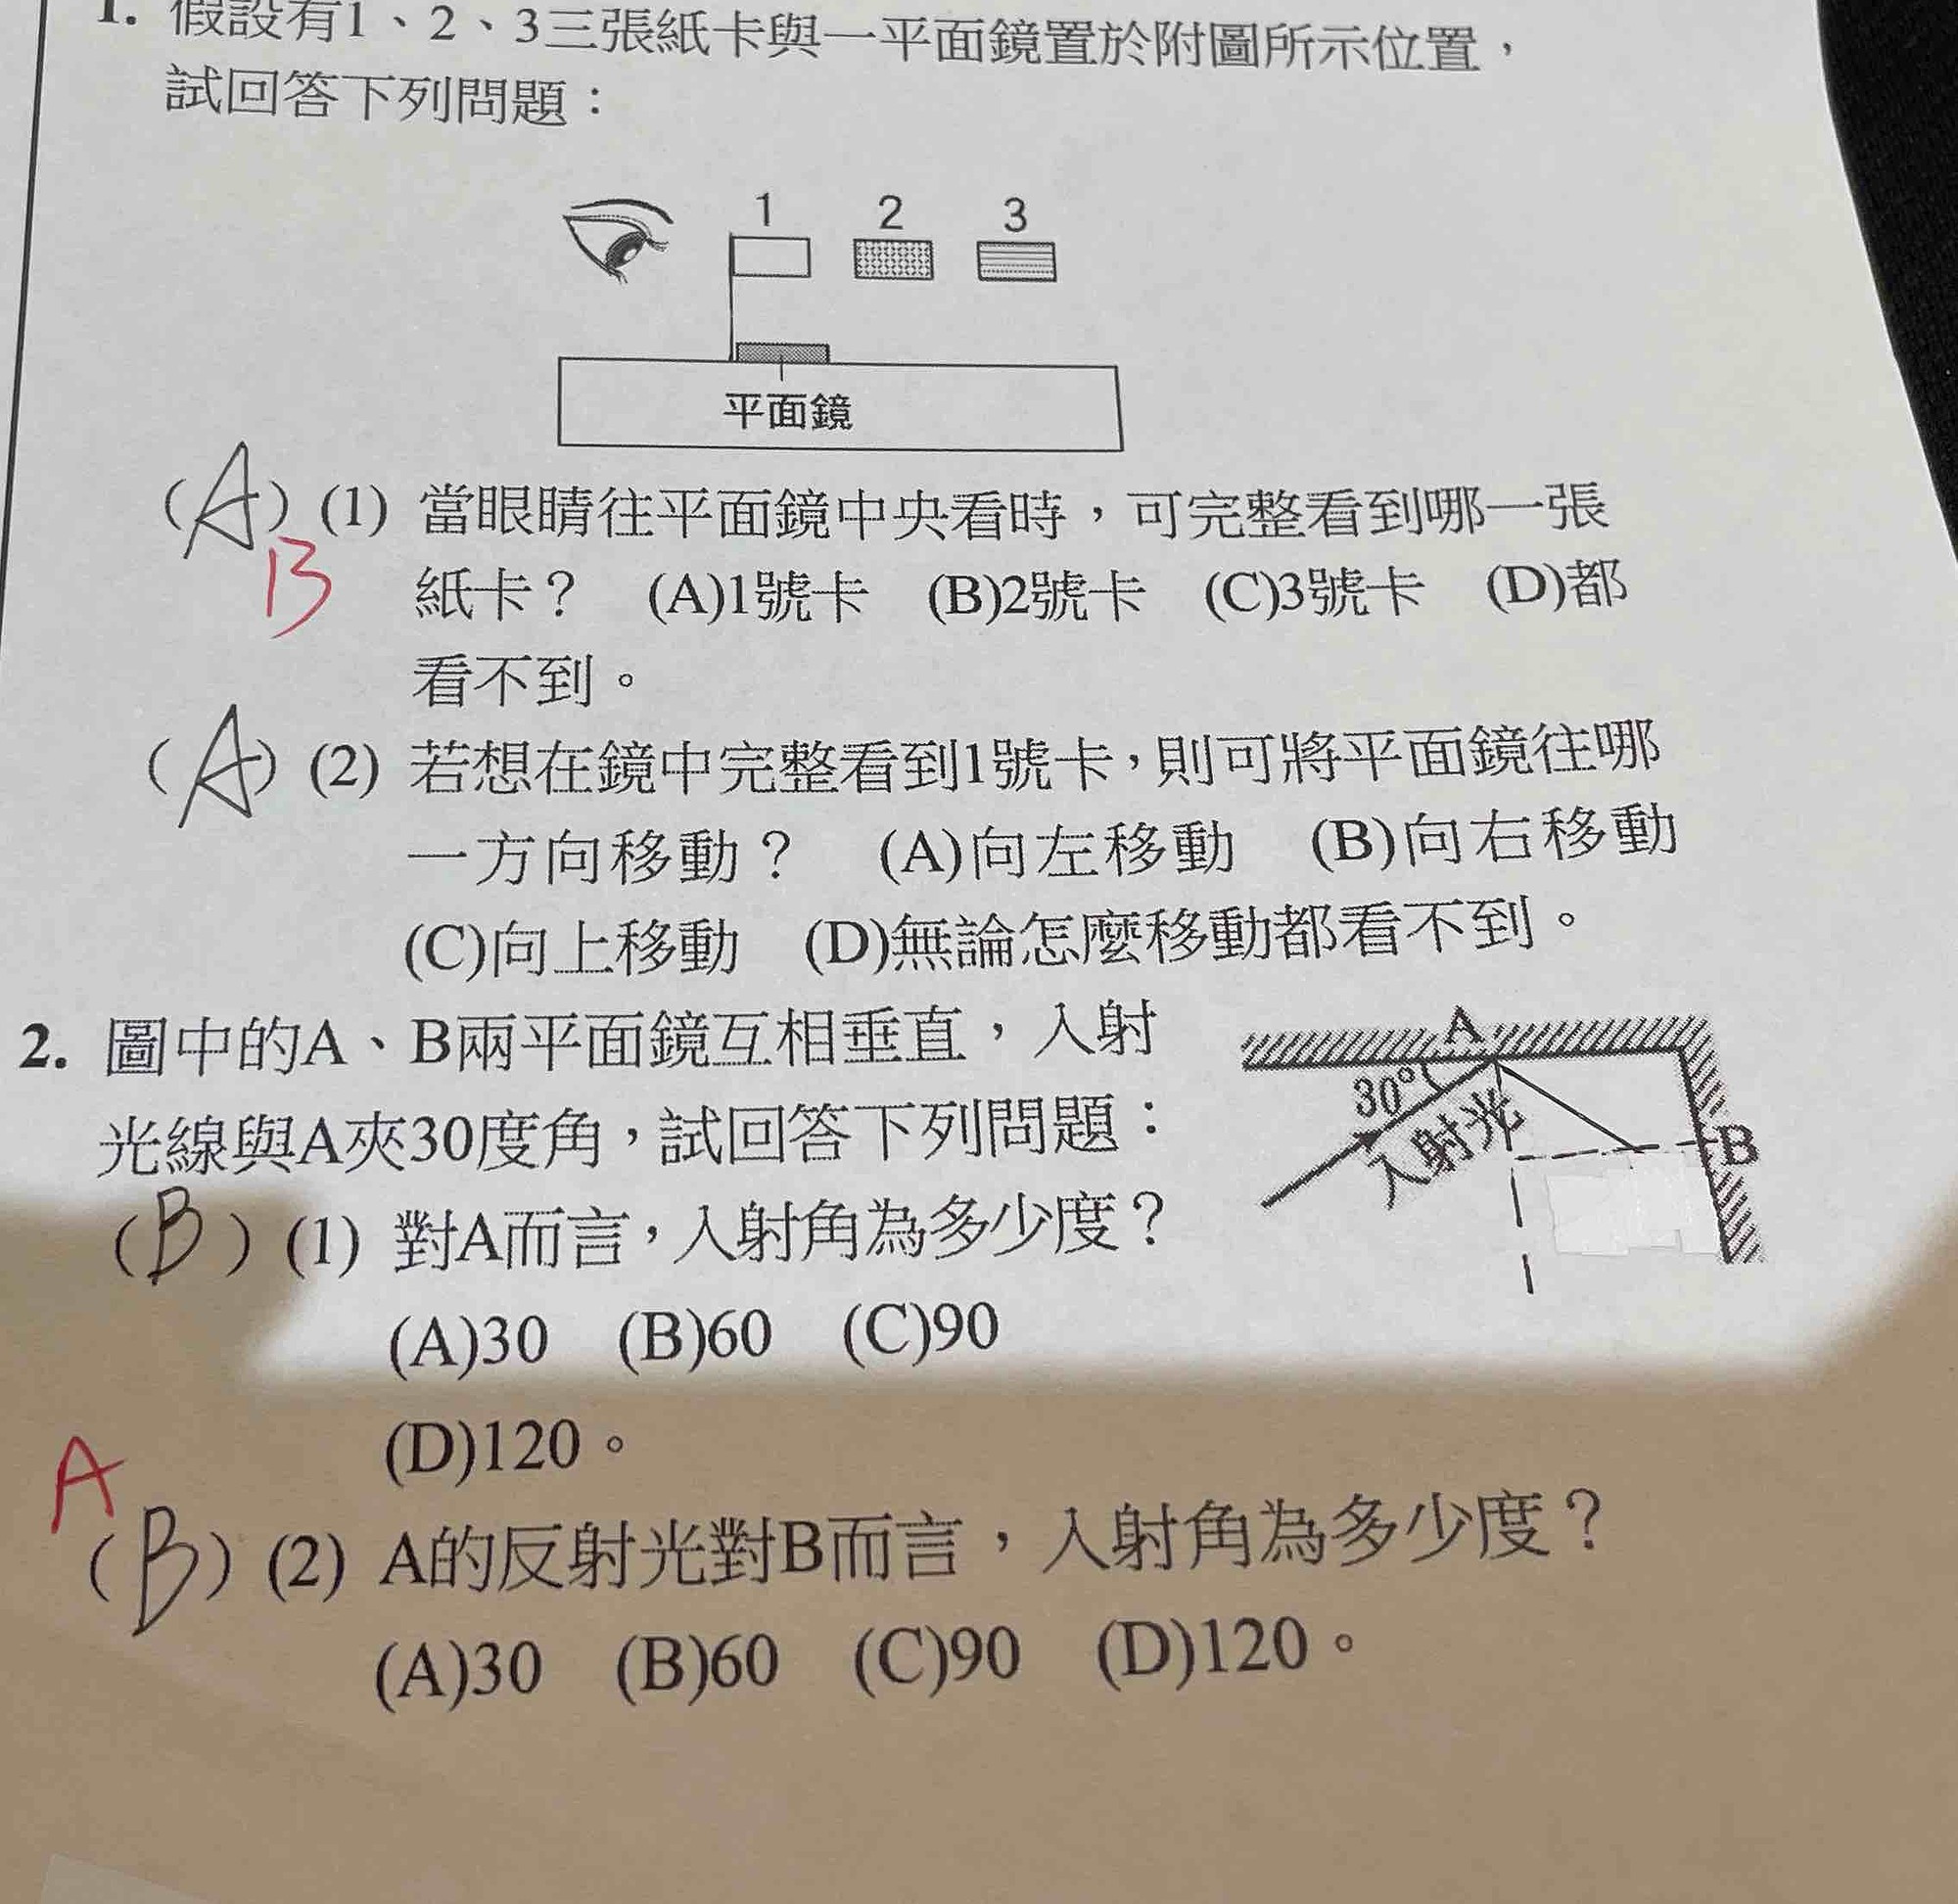 1. 假設有1、2、3三張紙卡與一平面鏡置於附圖所示位置，
試回答下列問題：
1 2 3
平面鏡
(A) (1) 當眼睛往平面鏡中央看時，可完整看到哪一張
B
紙卡？ (A)1號卡 (B)2號卡 (C)3號卡 (D)都
看不到。
(A) (2) 若想在鏡中完整看到1號卡，則可將平面鏡往哪
一方向移動？ (A)向左移動 (B)向右移動
(C)向上移動 (D)無論怎麼移動都看不到。
2. 圖中的A、B兩平面鏡互相垂直，入射
光線與A夾30度角，試回答下列問題：
A
30°
入射光
B
(B) (1) 對A而言，入射角為多少度？
(A)30 (B)60 (C)90
(D)120。
A
(B) (2) A的反射光對B而言，入射角為多少度？
(A)30 (B)60 (C)90 (D)120。